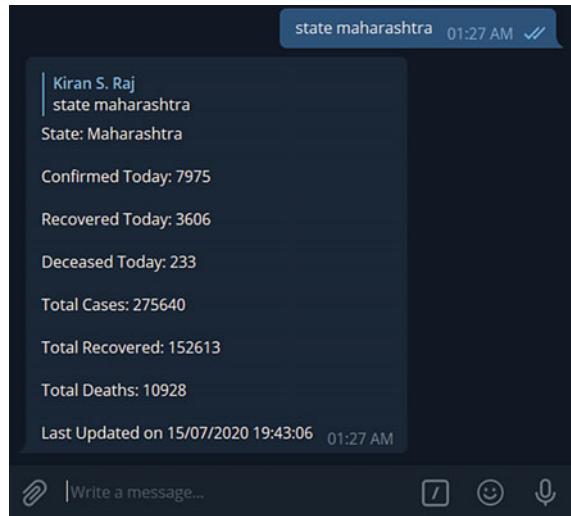 state maharashtra 01:27 AM
Kiran S. Raj
state maharashtra
State: Maharashtra
Confirmed Today: 7975
Recovered Today: 3606
Deceased Today: 233
Total Cases: 275640
Total Recovered: 152613
Total Deaths: 10928
Last Updated on 15/07/2020 19:43:06 01:27 AM
Write a message...